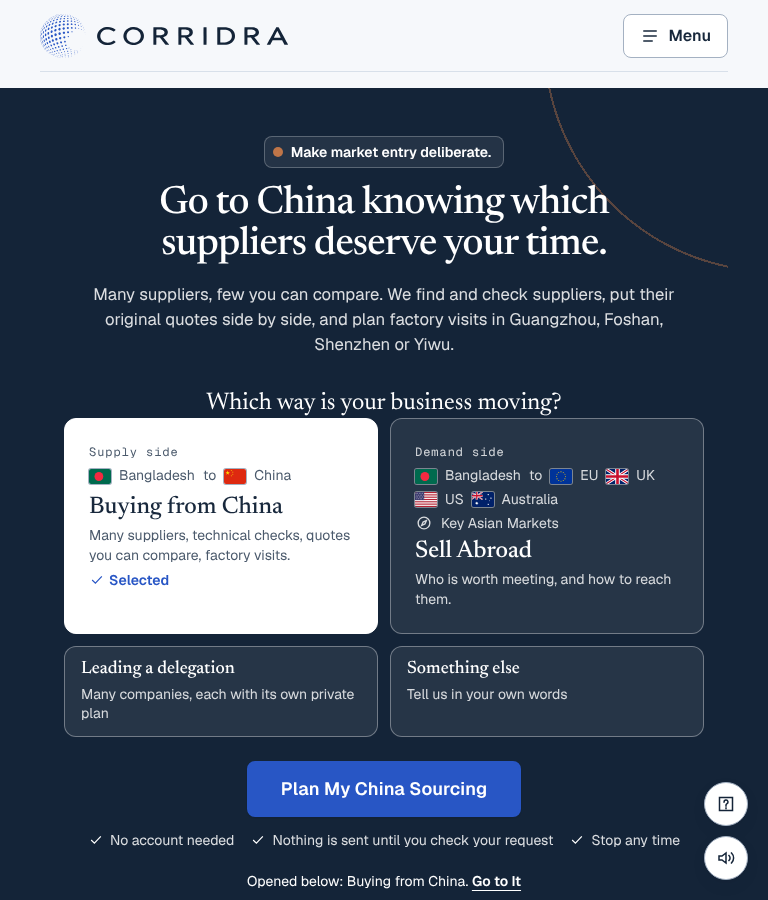 CORRIDRA
Menu
Make market entry deliberate.
Go to China knowing which
suppliers deserve your time.
Many suppliers, few you can compare. We find and check suppliers, put their
original quotes side by side, and plan factory visits in Guangzhou, Foshan,
Shenzhen or Yiwu.
Which way is your business moving?
Supply side
Bangladesh to China
Buying from China
Many suppliers, technical checks, quotes
you can compare, factory visits.
Selected
Demand side
Bangladesh to EU UK
US Australia
Key Asian Markets
Sell Abroad
Who is worth meeting, and how to reach
them.
Leading a delegation
Many companies, each with its own private
plan
Something else
Tell us in your own words
Plan My China Sourcing
No account needed Nothing is sent until you check your request Stop any time
Opened below: Buying from China. Go to It